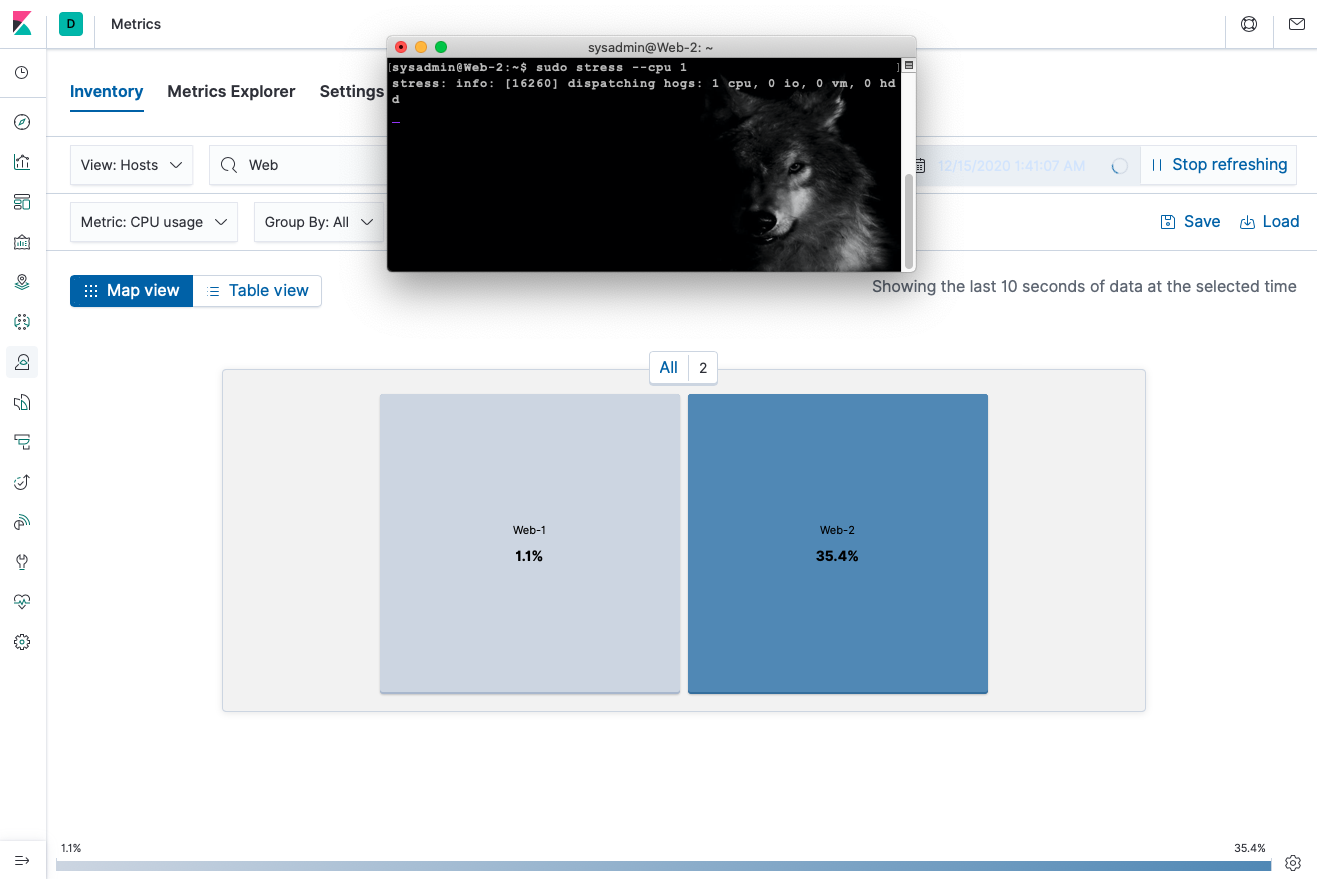 D
Metrics
sysadmin@Web-2: ~
[sysadmin@Web-2:~$ sudo stress --cpu 1 ]
stress: info: [16260] dispatching hogs: 1 cpu, 0 io, 0 vm, 0 hd
d
Inventory
Metrics Explorer
Settings
View: Hosts
Web
12/15/2020 1:41:07 AM
Stop refreshing
Metric: CPU usage
Group By: All
Save
Load
Map view
Table view
Showing the last 10 seconds of data at the selected time
All 2
Web-1
1.1%
Web-2
35.4%
1.1%
35.4%